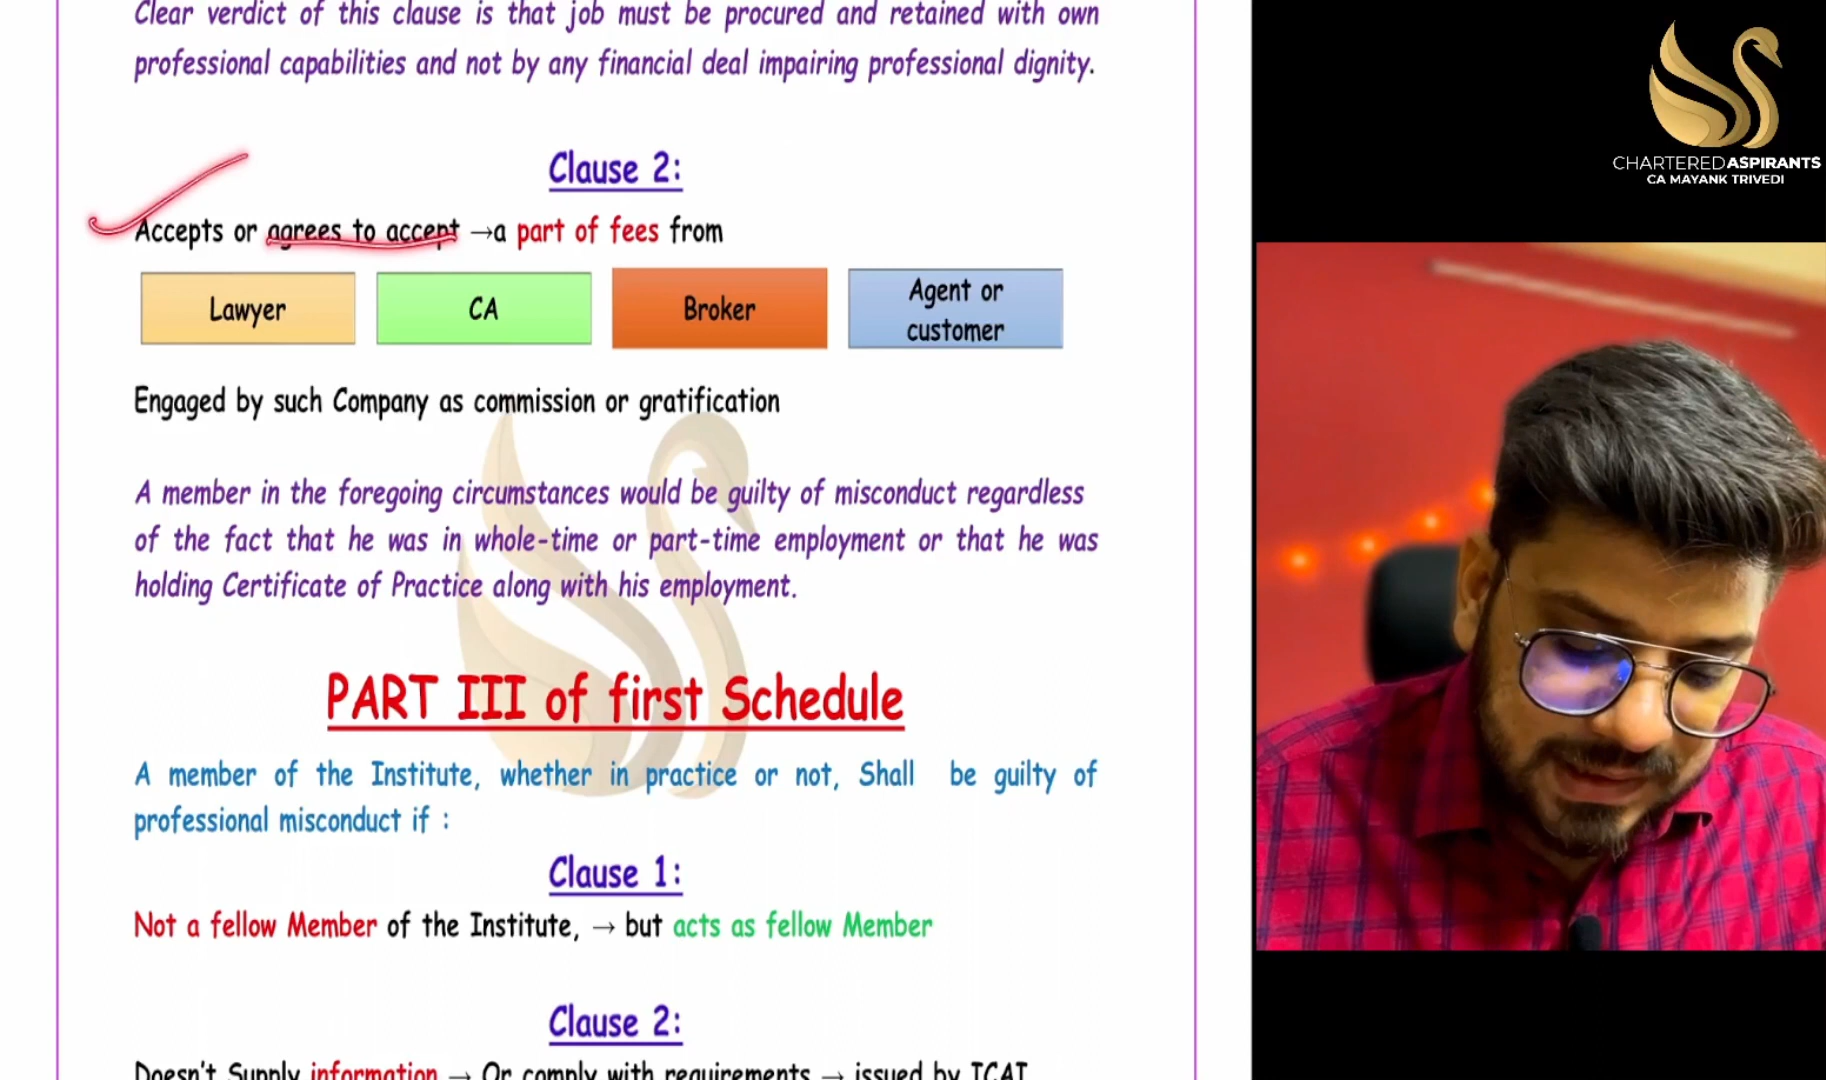 Clear verdict of this clause is that job must be procured and retained with own
professional capabilities and not by any financial deal impairing professional dignity.
Clause 2:
Accepts or agrees to accept →a part of fees from
Lawyer
CA
Broker
Agent or
customer
Engaged by such Company as commission or gratification
A member in the foregoing circumstances would be guilty of misconduct regardless
of the fact that he was in whole-time or part-time employment or that he was
holding Certificate of Practice along with his employment.
PART III of first Schedule
A member of the Institute, whether in practice or not, Shall be guilty of
professional misconduct if :
Clause 1:
Not a fellow Member of the Institute, → but acts as fellow Member
Clause 2:
Doesn't Supply information → Or comply with requirements → issued by ICAI
CHARTERED ASPIRANTS
CA MAYANK TRIVEDI